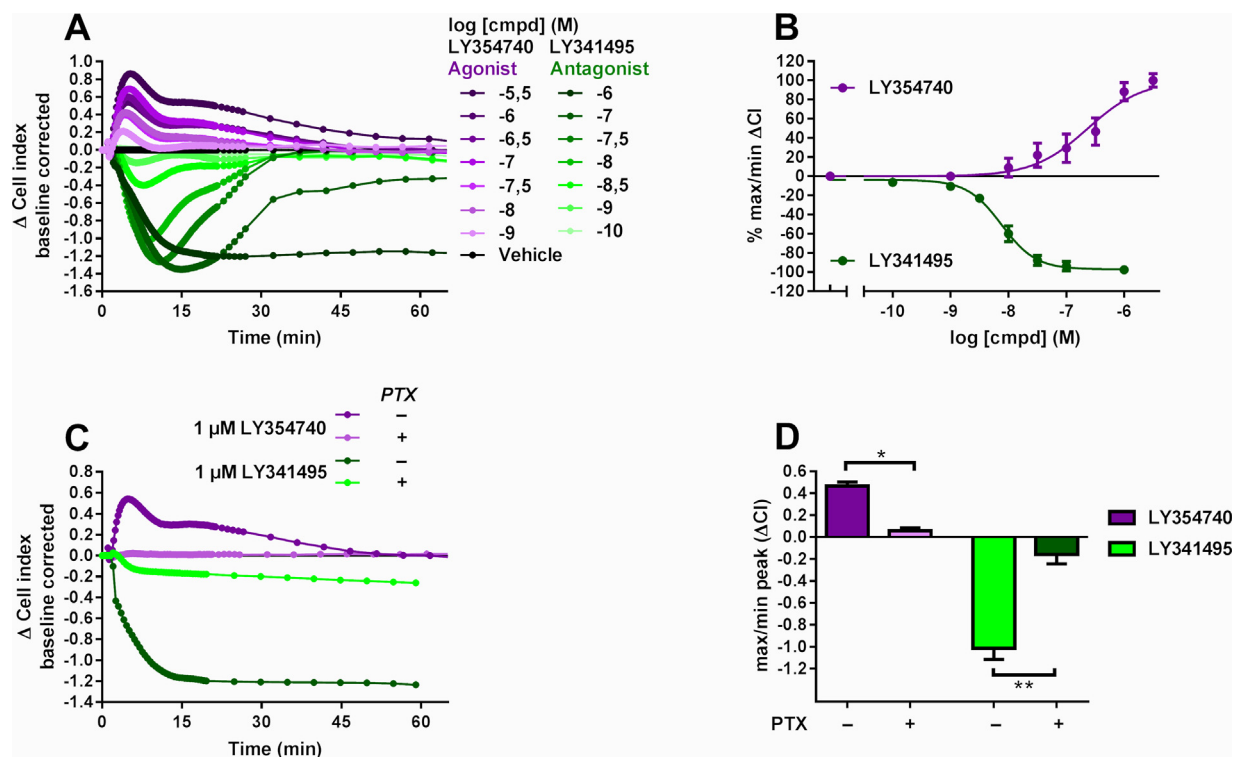 A
log [cmpd] (M)
LY354740 LY341495
Agonist Antagonist
-5,5 -6
-6 -7
-6,5 -7,5
-7 -8
-7,5 -8,5
-8 -9
-9 -10
Vehicle
Δ Cell index
baseline corrected
1.0
0.8
0.6
0.4
0.2
0.0
-0.2
-0.4
-0.6
-0.8
-1.0
-1.2
-1.4
-1.6
0 15 30 45 60
Time (min)
B
% max/min ΔCI
120
100
80
60
40
20
0
-20
-40
-60
-80
-100
-120
LY354740
LY341495
-10 -9 -8 -7 -6
log [cmpd] (M)
C
PTX
1 µM LY354740 –
+
1 µM LY341495 –
+
Δ Cell index
baseline corrected
0.8
0.6
0.4
0.2
0.0
-0.2
-0.4
-0.6
-0.8
-1.0
-1.2
-1.4
0 15 30 45 60
Time (min)
D
max/min peak (ΔCI)
0.6
0.4
0.2
0.0
-0.2
-0.4
-0.6
-0.8
-1.0
-1.2
*
**
LY354740
LY341495
PTX – + – +